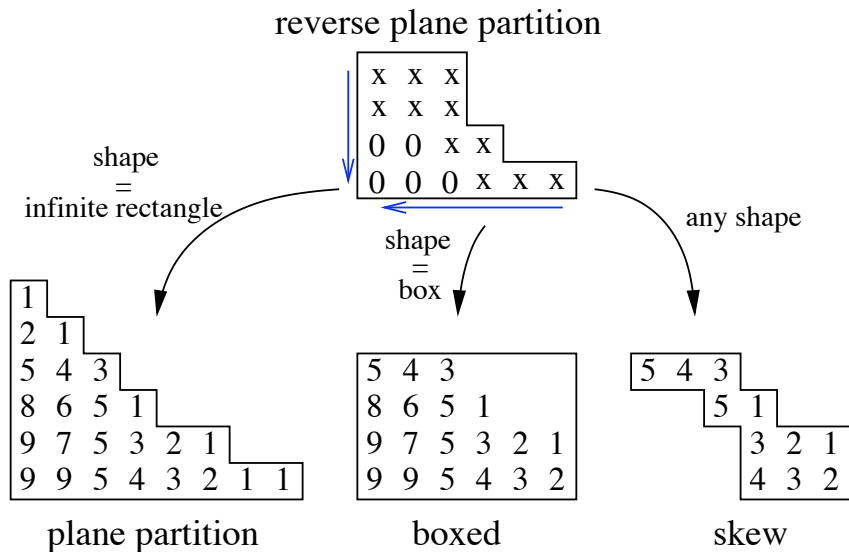 reverse plane partition
x x x
x x x
0 0 x x
0 0 0 x x x
shape
=
infinite rectangle
shape
=
box
any shape
1
2 1
5 4 3
8 6 5 1
9 7 5 3 2 1
9 9 5 4 3 2 1 1
plane partition
5 4 3
8 6 5 1
9 7 5 3 2 1
9 9 5 4 3 2
boxed
5 4 3
5 1
3 2 1
4 3 2
skew